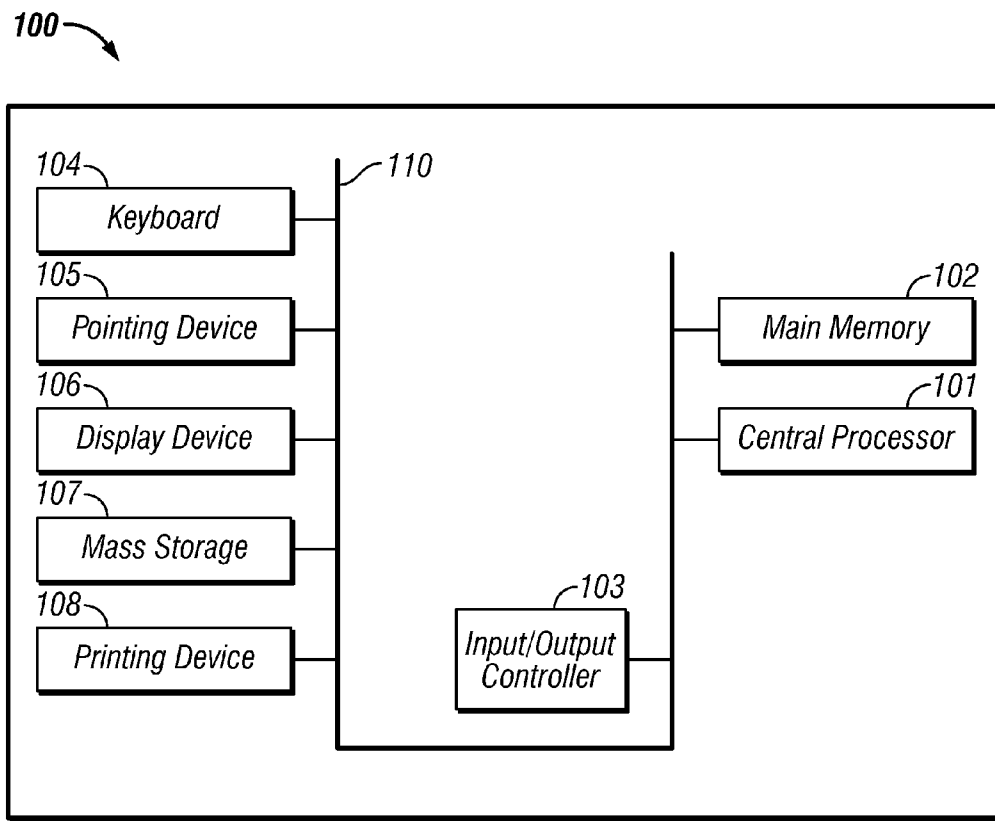 100
104
Keyboard
110
105
Pointing Device
102
Main Memory
106
Display Device
101
Central Processor
107
Mass Storage
103
Input/Output
Controller
108
Printing Device